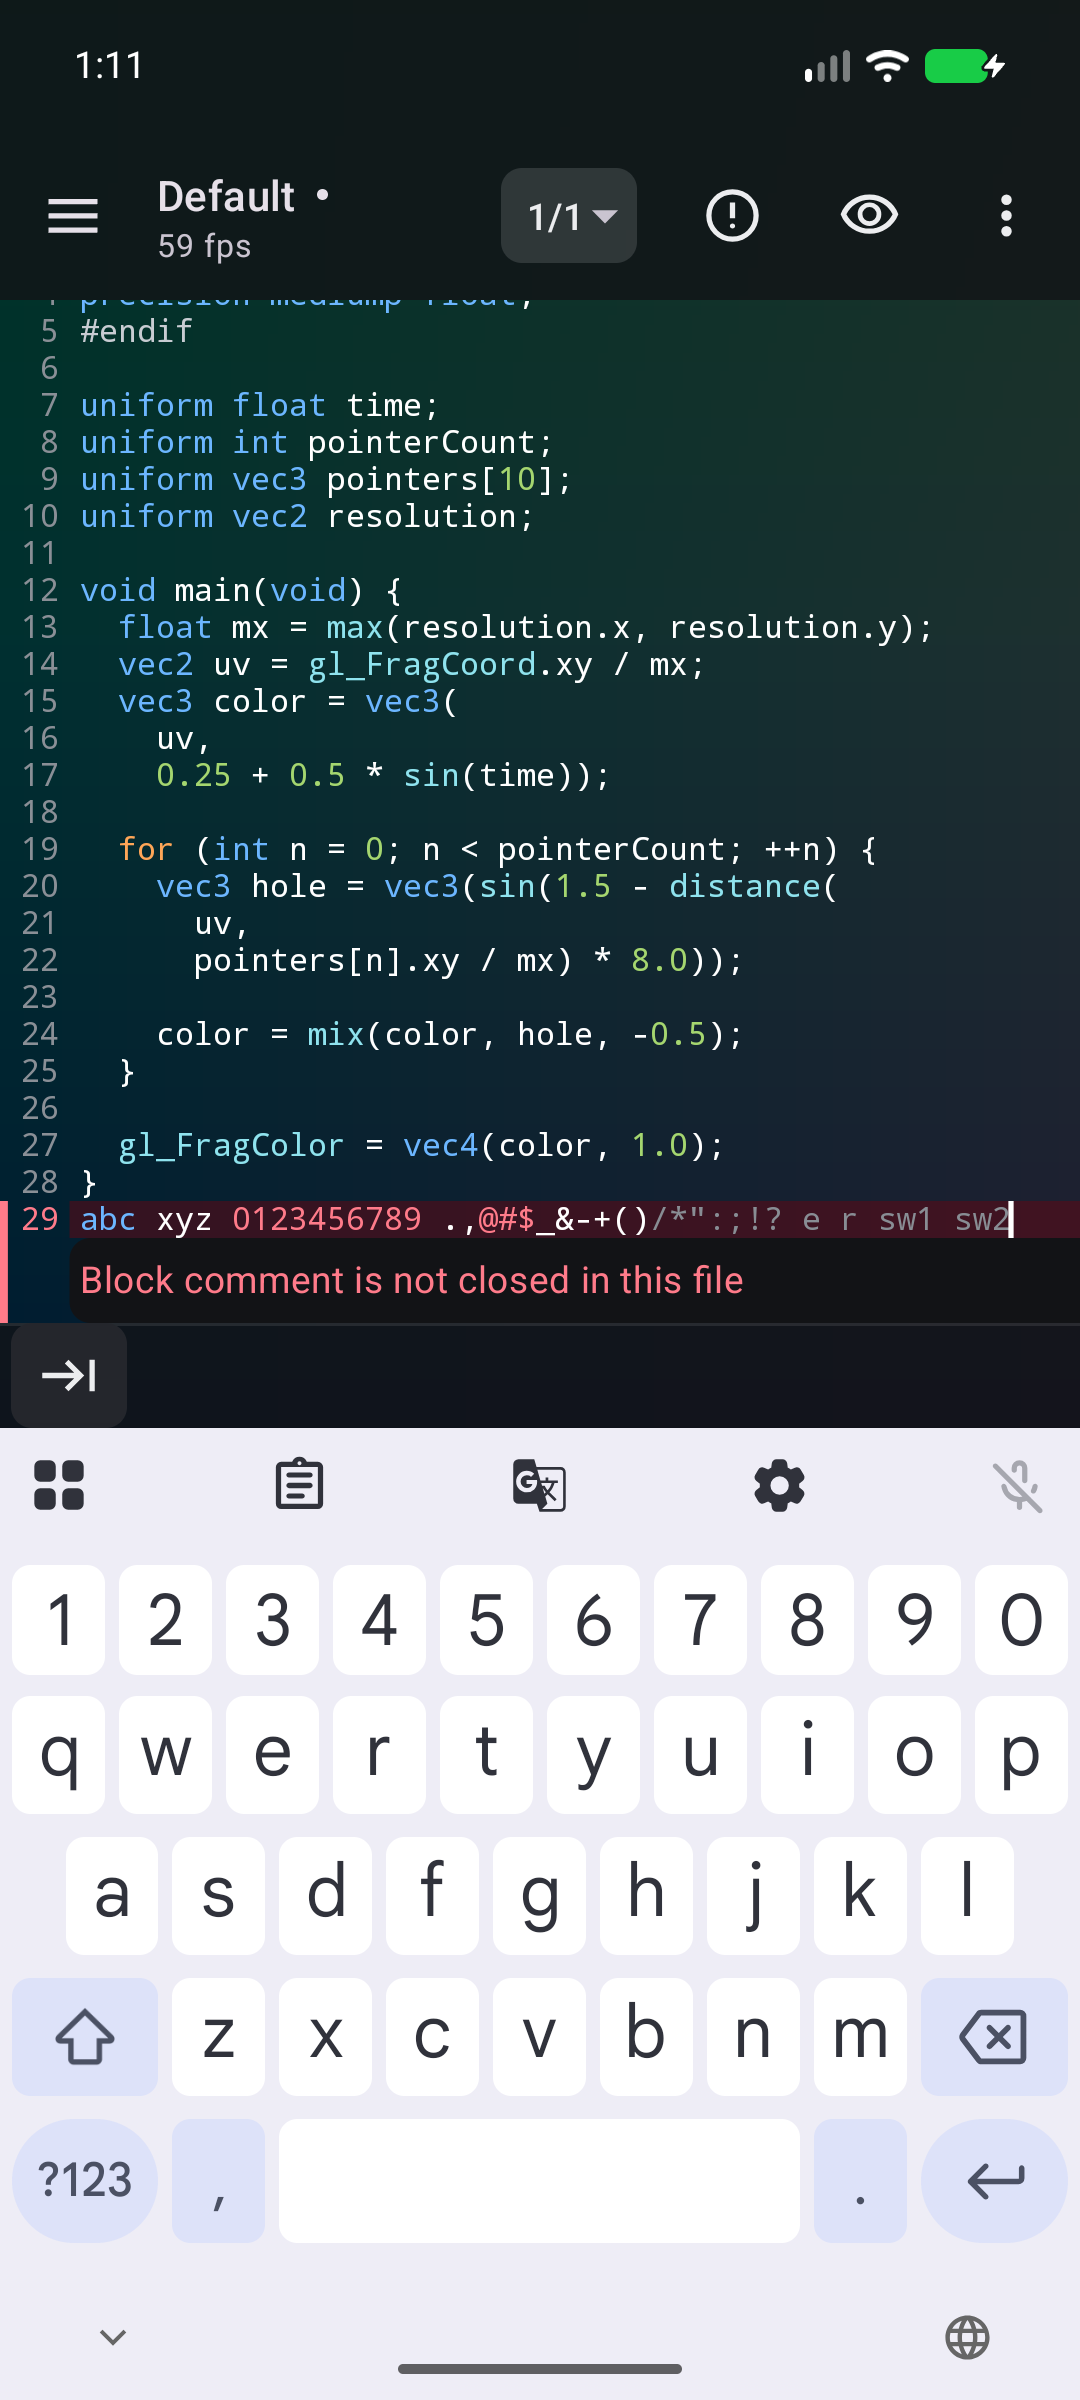 1:11
Default •
59 fps
1/1
precision mediump float;
5 #endif
6
7 uniform float time;
8 uniform int pointerCount;
9 uniform vec3 pointers[10];
10 uniform vec2 resolution;
11
12 void main(void) {
13   float mx = max(resolution.x, resolution.y);
14   vec2 uv = gl_FragCoord.xy / mx;
15   vec3 color = vec3(
16     uv,
17     0.25 + 0.5 * sin(time));
18
19   for (int n = 0; n < pointerCount; ++n) {
20     vec3 hole = vec3(sin(1.5 - distance(
21       uv,
22       pointers[n].xy / mx) * 8.0));
23
24     color = mix(color, hole, -0.5);
25   }
26
27   gl_FragColor = vec4(color, 1.0);
28 }
29 abc xyz 0123456789 .,@#$_&-+()/*":;!? e r sw1 sw2
Block comment is not closed in this file
1 2 3 4 5 6 7 8 9 0
q w e r t y u i o p
a s d f g h j k l
z x c v b n m
?123 , .